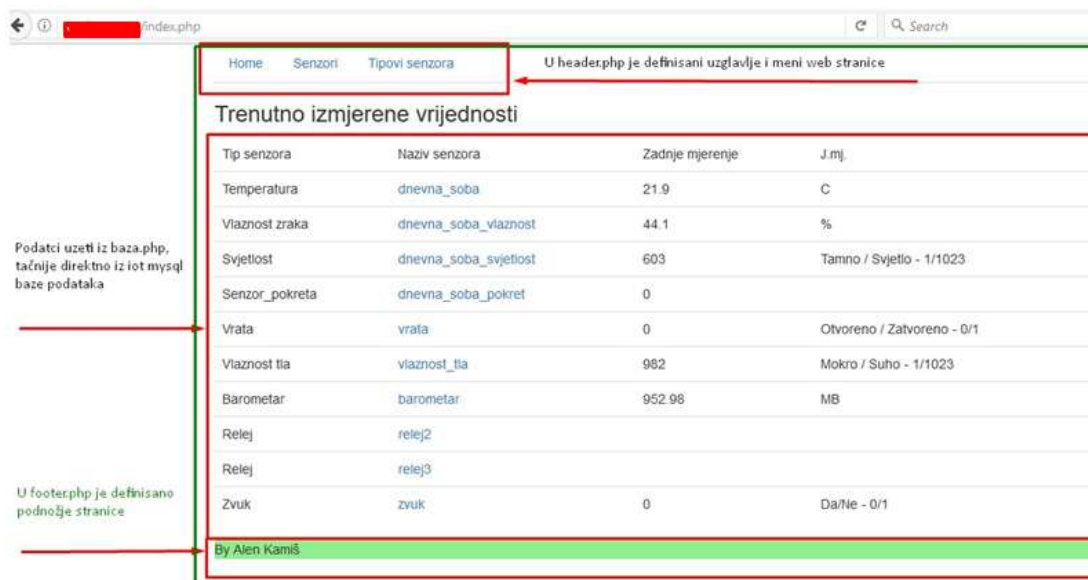 /index.php
Search
Home Senzori Tipovi senzora
U header.php je definisani uzglavlje i meni web stranice
Trenutno izmjerene vrijednosti
Tip senzora Naziv senzora Zadnje mjerenje J.mj.
Temperatura dnevna_soba 21.9 C
Vlaznost zraka dnevna_soba_vlaznost 44.1 %
Svjetlost dnevna_soba_svjetlost 603 Tamno / Svjetlo - 1/1023
Senzor_pokreta dnevna_soba_pokret 0
Vrata vrata 0 Otvoreno / Zatvoreno - 0/1
Vlaznost tla vlaznost_tla 982 Mokro / Suho - 1/1023
Barometar barometar 952.98 MB
Relej relej2
Relej relej3
Zvuk zvuk 0 Da/Ne - 0/1
By Alen Kamiš
Podatci uzeti iz baza.php,
tačnije direktno iz iot mysql
baze podataka
U footer.php je definisano
podnožje stranice